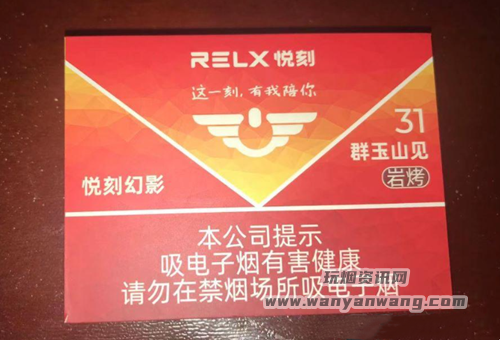 RELX 悦刻
这一刻, 有我陪你
31
群玉山见
岩烤
悦刻幻影
本公司提示
吸电子烟有害健康
请勿在禁烟场所吸电子烟
玩烟资讯网
www.wanyanwang.com